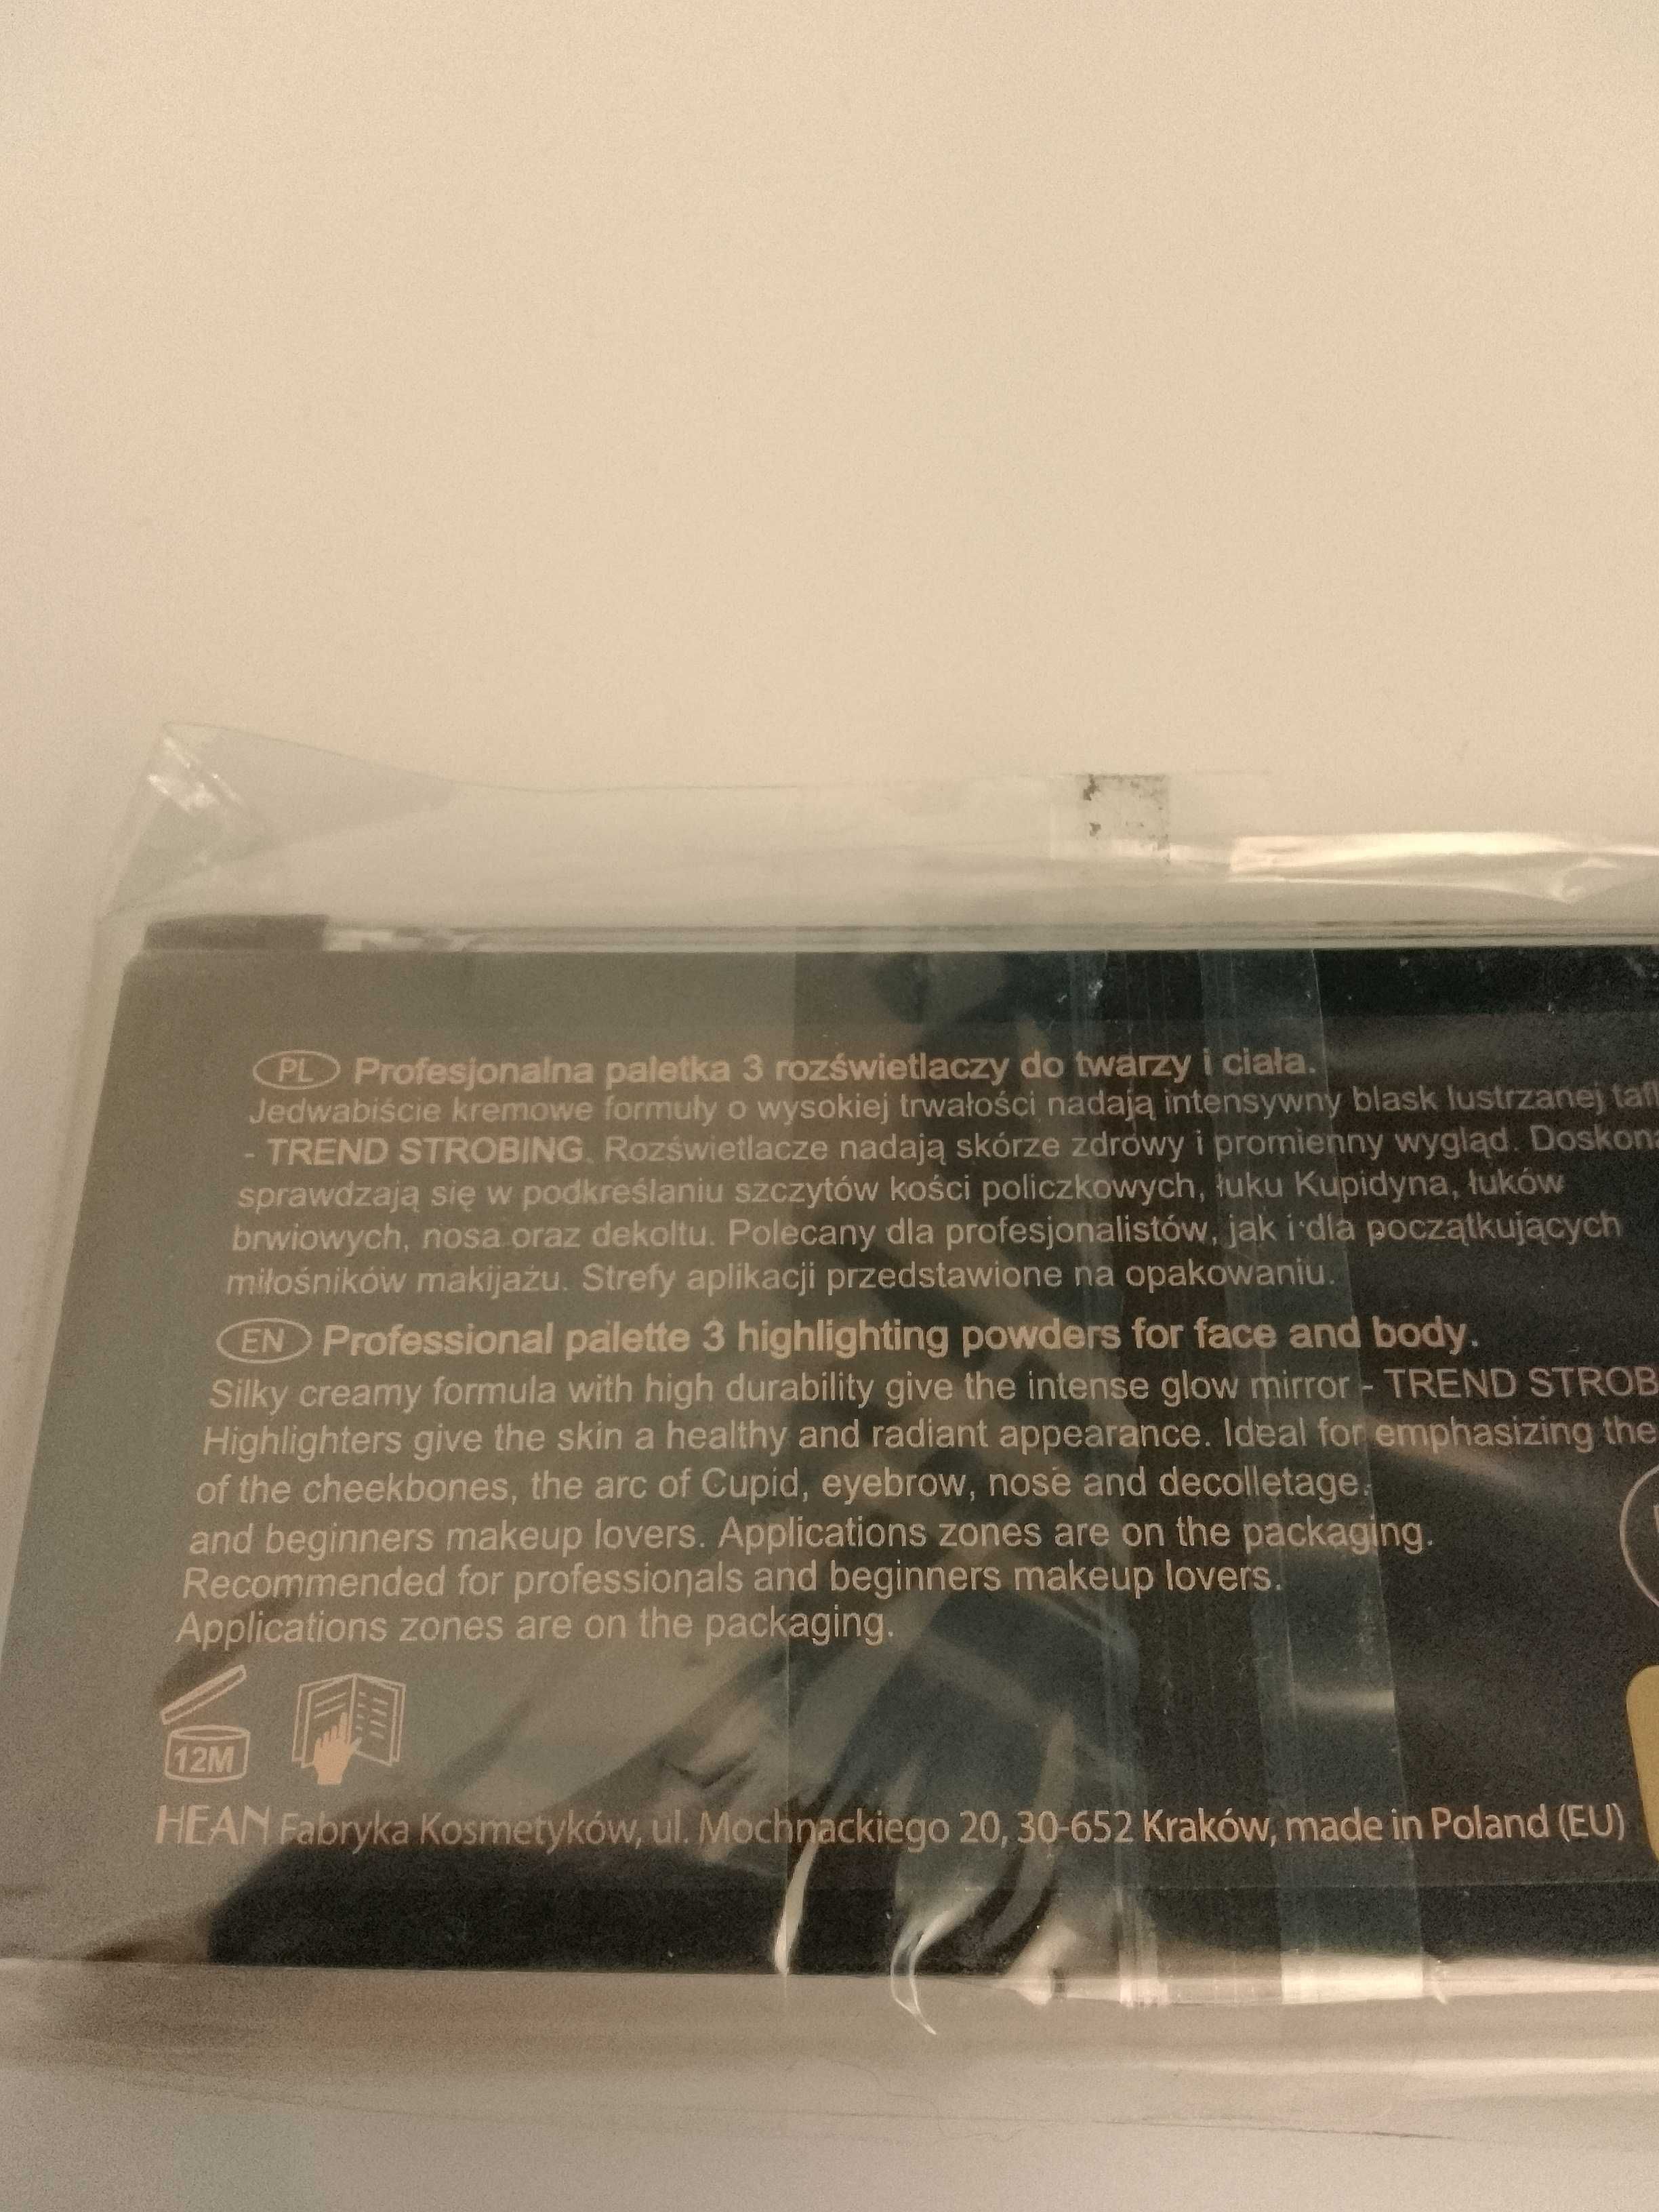 PL Profesjonalna paletka 3 rozświetlaczy do twarzy i ciała.
Jedwabiście kremowe formuły o wysokiej trwałości nadają intensywny blask lustrzanej
- TREND STROBING. Rozświetlacze nadają skórze zdrowy i promienny wygląd.
sprawdzają się w podkreślaniu szczytów kości policzkowych, łuku Kupidyna, łuków
brwiowych, nosa oraz dekoltu. Polecany dla profesjonalistów, jak i dla początkujących
miłośników makijażu. Strefy aplikacji przedstawione na opakowaniu.
EN Professional palette 3 highlighting powders for face and body.
Silky creamy formula with high durability give the intense glow mirror - TREND
Highlighters give the skin a healthy and radiant appearance. Ideal for emphasizing the
of the cheekbones, the arc of Cupid, eyebrow, nose and decolletage.
and beginners makeup lovers. Applications zones are on the packaging.
Recommended for professionals and beginners makeup lovers.
Applications zones are on the packaging.
12M
HEAN Fabryka Kosmetyków, ul. Mochnackiego 20, 30-652 Kraków, made in Poland (EU)